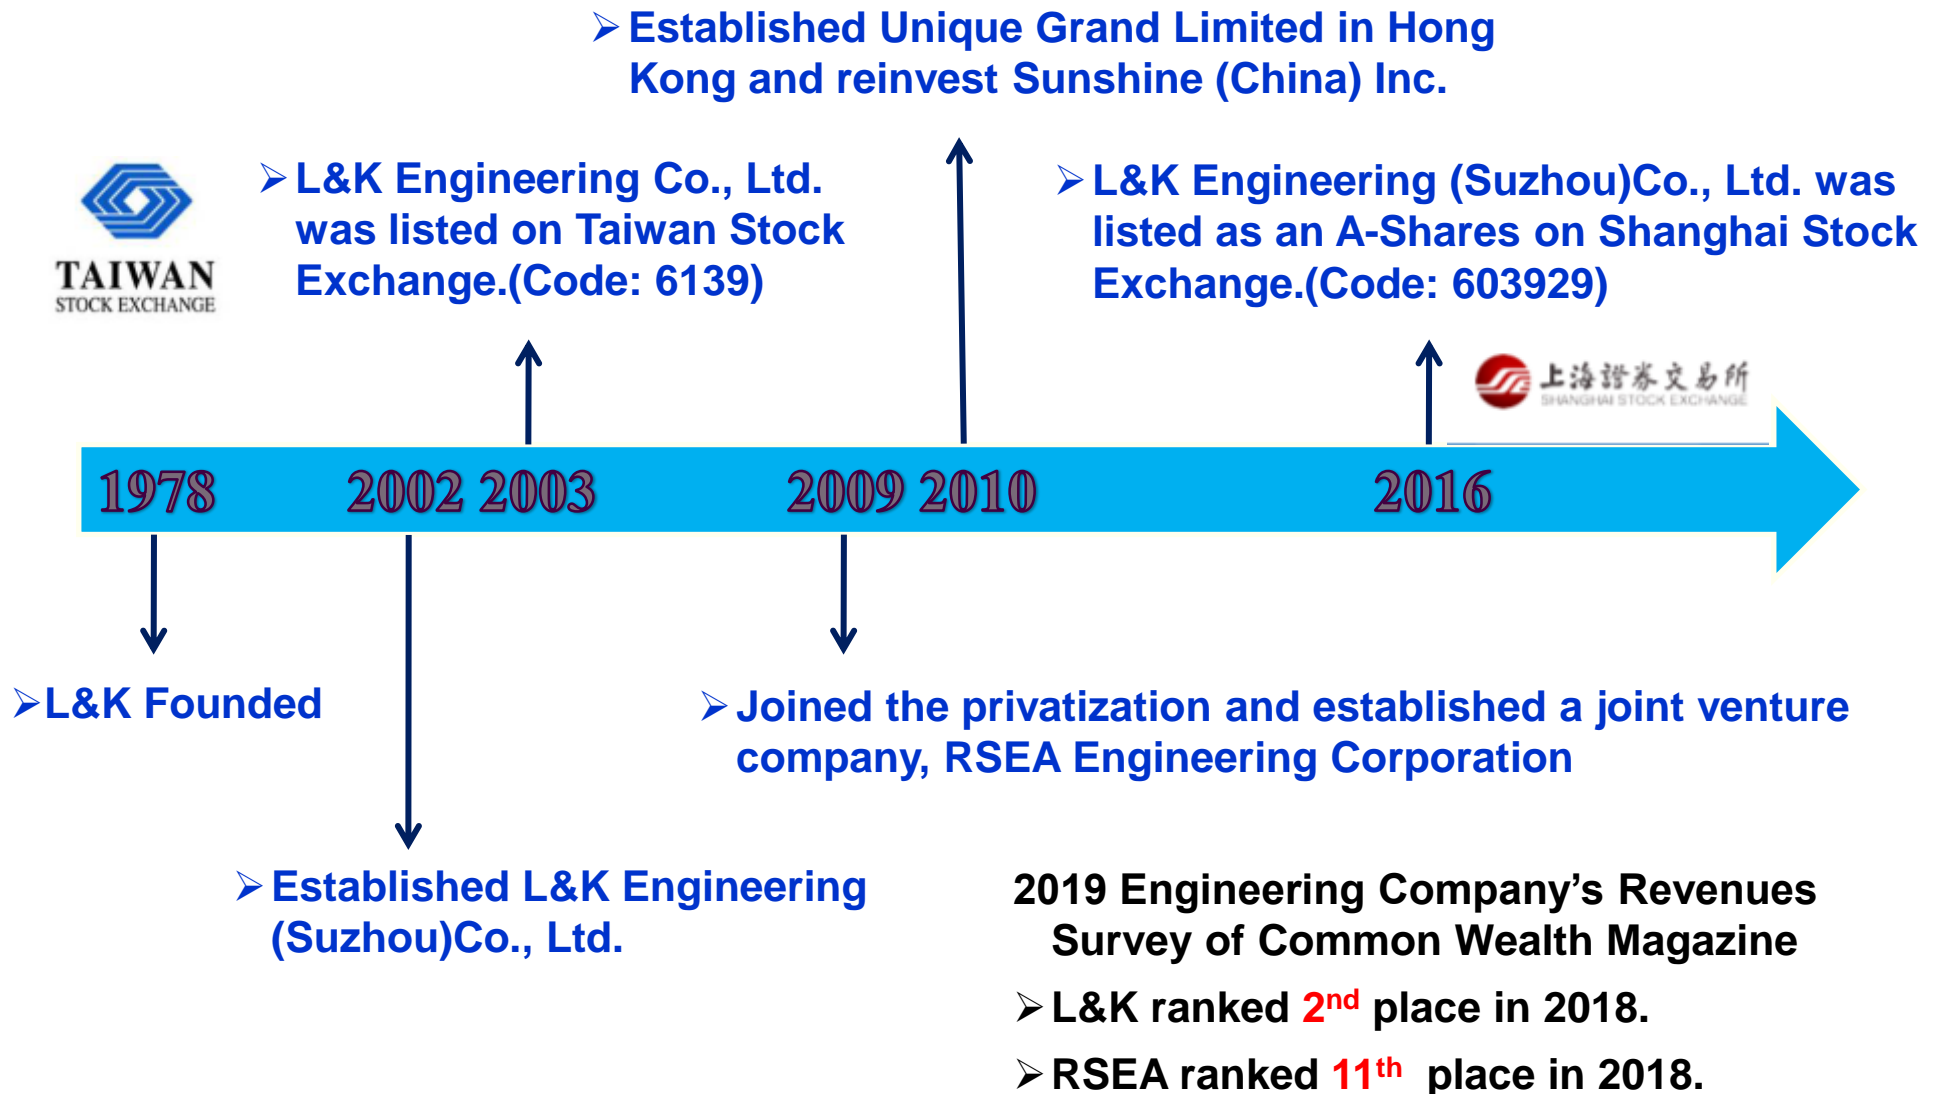 ➢ Established Unique Grand Limited in Hong
Kong and reinvest Sunshine (China) Inc.
TAIWAN
STOCK EXCHANGE
➢ L&K Engineering Co., Ltd.
was listed on Taiwan Stock
Exchange.(Code: 6139)
➢ L&K Engineering (Suzhou)Co., Ltd. was
listed as an A-Shares on Shanghai Stock
Exchange.(Code: 603929)
上海證券交易所
SHANGHAI STOCK EXCHANGE
1978 2002 2003 2009 2010 2016
➢ L&K Founded
➢ Joined the privatization and established a joint venture
company, RSEA Engineering Corporation
➢ Established L&K Engineering
(Suzhou)Co., Ltd.
2019 Engineering Company’s Revenues
Survey of Common Wealth Magazine
➢ L&K ranked 2nd place in 2018.
➢ RSEA ranked 11th place in 2018.